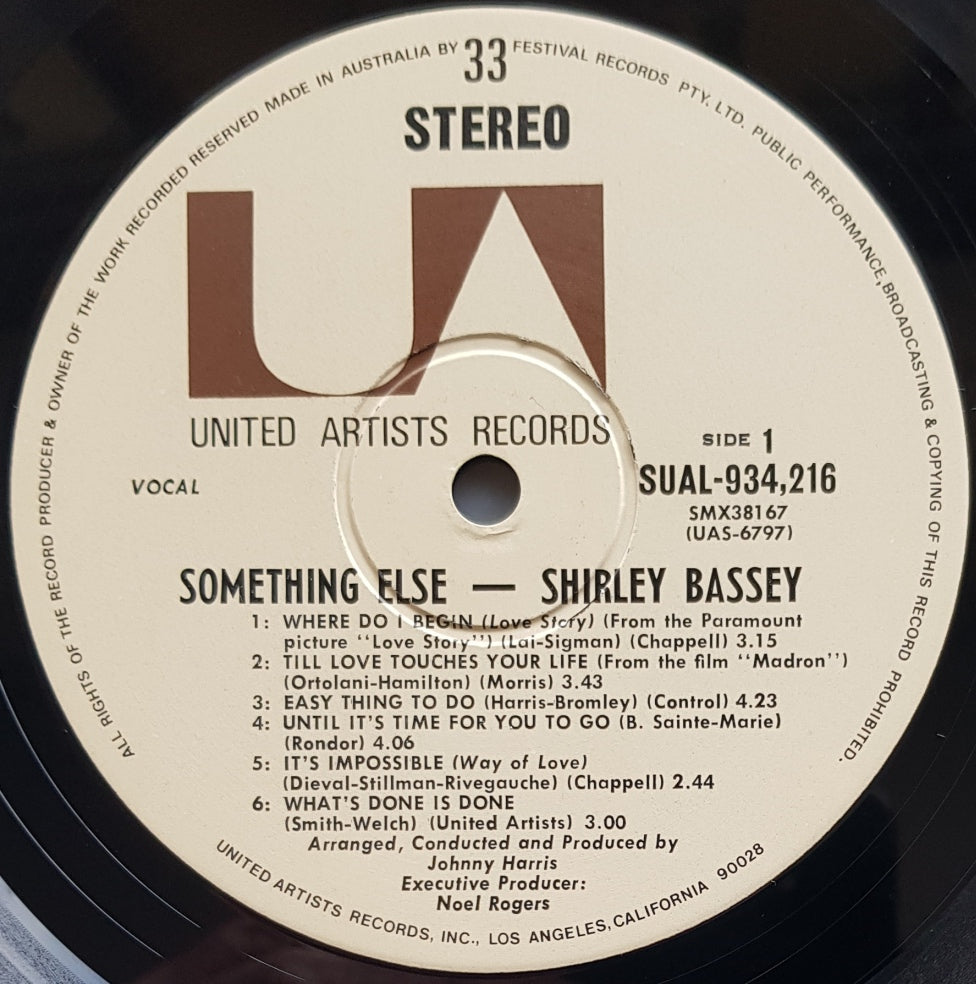 ALL RIGHTS OF THE RECORD PRODUCER & OWNER OF THE WORK RECORDED RESERVED MADE IN AUSTRALIA BY FESTIVAL RECORDS PTY. LTD. PUBLIC PERFORMANCE, BROADCASTING & COPYING OF THIS RECORD PROHIBITED.
33
STEREO
UA
UNITED ARTISTS RECORDS
SIDE 1
VOCAL
SUAL-934,216
SMX38167
(UAS-6797)
SOMETHING ELSE — SHIRLEY BASSEY
1: WHERE DO I BEGIN (Love Story) (From the Paramount
picture "Love Story") (Lai-Sigman) (Chappell) 3.15
2: TILL LOVE TOUCHES YOUR LIFE (From the film "Madron")
(Ortolani-Hamilton) (Morris) 3.43
3: EASY THING TO DO (Harris-Bromley) (Control) 4.23
4: UNTIL IT'S TIME FOR YOU TO GO (B. Sainte-Marie)
(Rondor) 4.06
5: IT'S IMPOSSIBLE (Way of Love)
(Dieval-Stillman-Rivegauche) (Chappell) 2.44
6: WHAT'S DONE IS DONE
(Smith-Welch) (United Artists) 3.00
Arranged, Conducted and Produced by
Johnny Harris
Executive Producer:
Noel Rogers
UNITED ARTISTS RECORDS, INC., LOS ANGELES, CALIFORNIA 90028